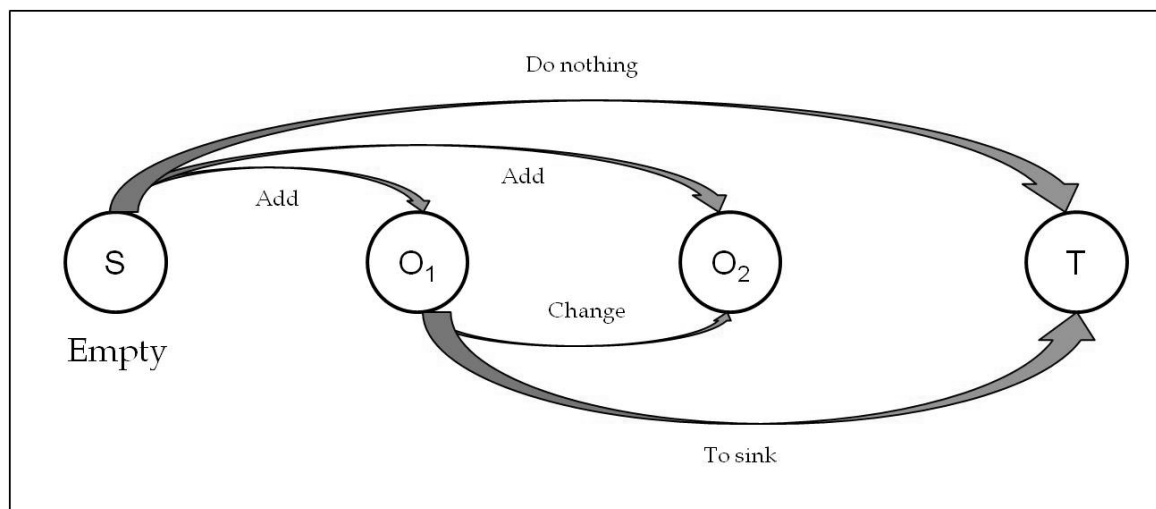 Do nothing
Add
Add
S
O₁
O₂
T
Change
Empty
To sink